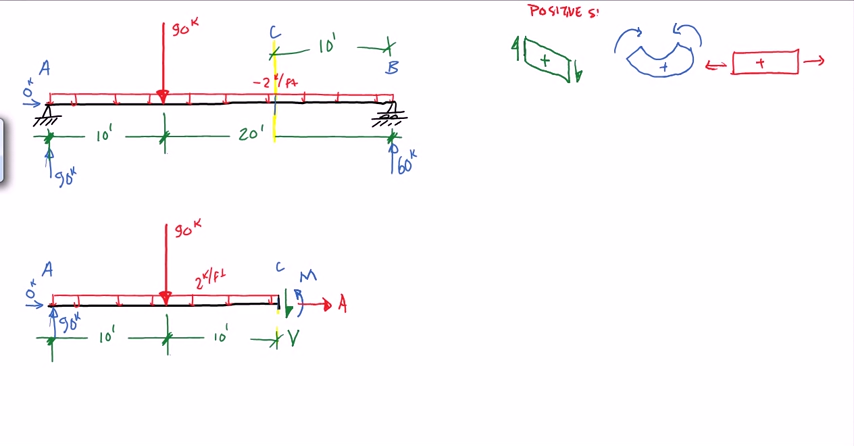 POSITIVE S:
90K
C
10'
A
B
0K
-2K/Ft
+
+
+
10'
20'
90K
60K
90K
A
C
M
2K/Ft
0K
A
90K
10'
10'
V